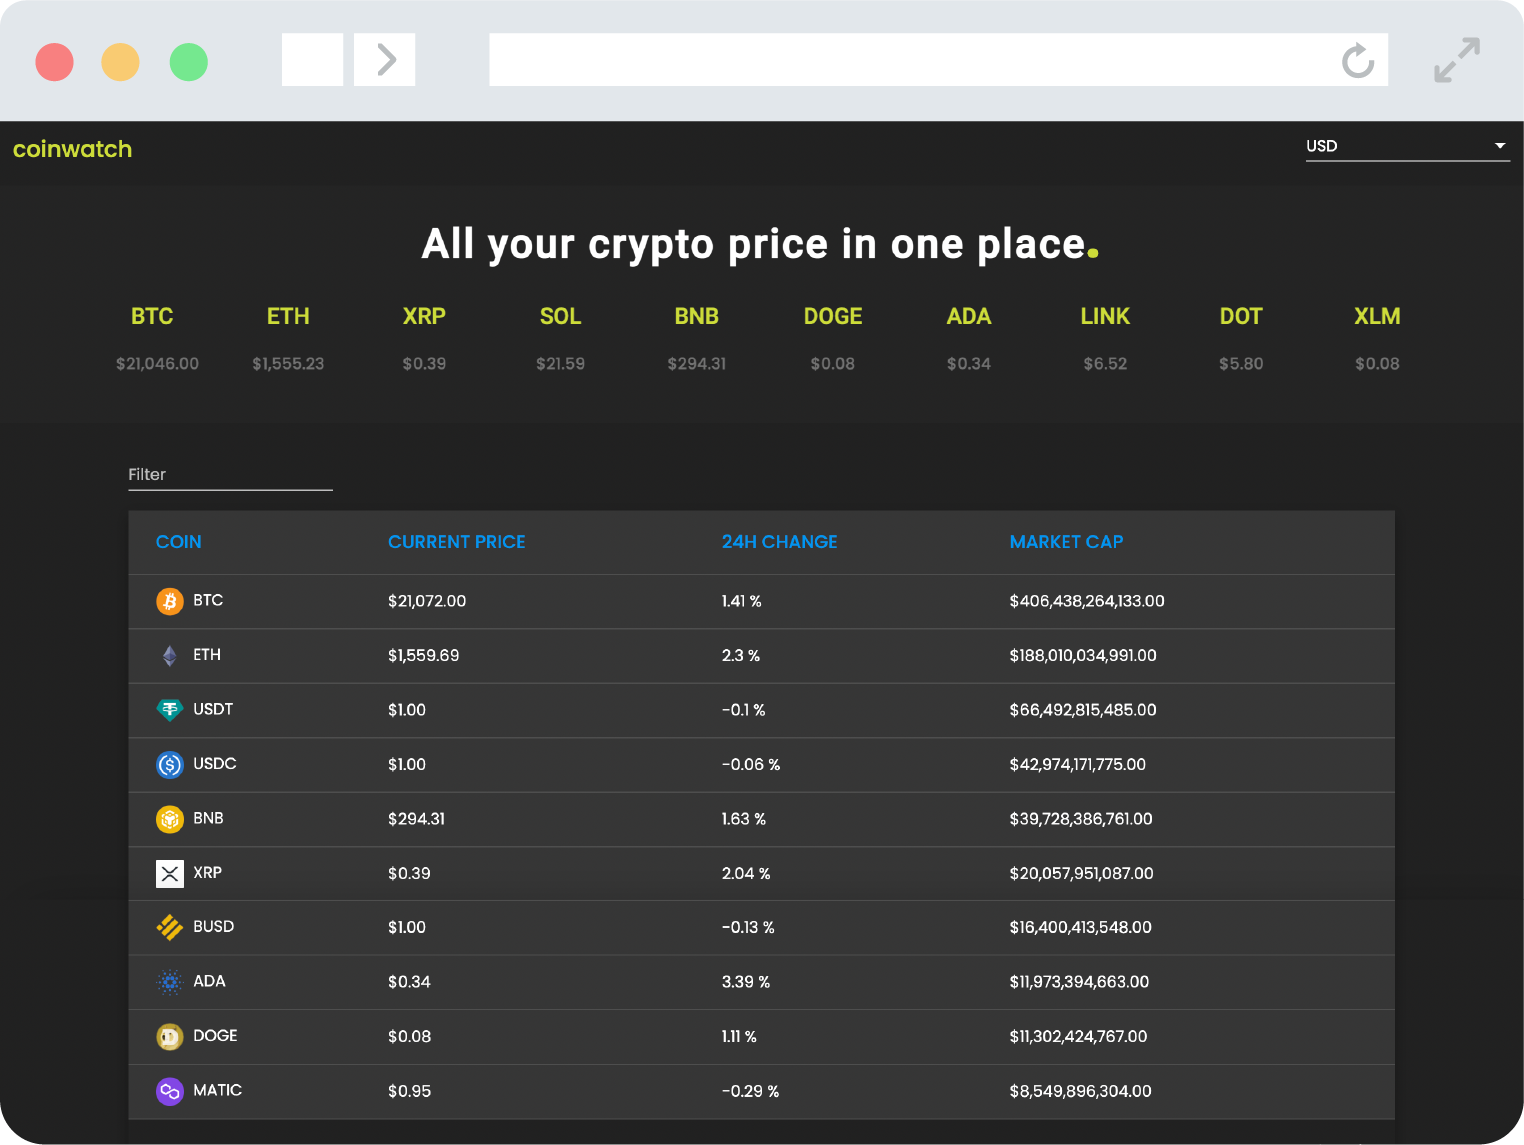 coinwatch
USD
All your crypto price in one place.
BTC ETH XRP SOL BNB DOGE ADA LINK DOT XLM
$21,046.00 $1,555.23 $0.39 $21.59 $294.31 $0.08 $0.34 $6.52 $5.80 $0.08
Filter
COIN CURRENT PRICE 24H CHANGE MARKET CAP
BTC $21,072.00 1.41 % $406,438,264,133.00
ETH $1,559.69 2.3 % $188,010,034,991.00
USDT $1.00 -0.1 % $66,492,815,485.00
USDC $1.00 -0.06 % $42,974,171,775.00
BNB $294.31 1.63 % $39,728,386,761.00
XRP $0.39 2.04 % $20,057,951,087.00
BUSD $1.00 -0.13 % $16,400,413,548.00
ADA $0.34 3.39 % $11,973,394,663.00
DOGE $0.08 1.11 % $11,302,424,767.00
MATIC $0.95 -0.29 % $8,549,896,304.00